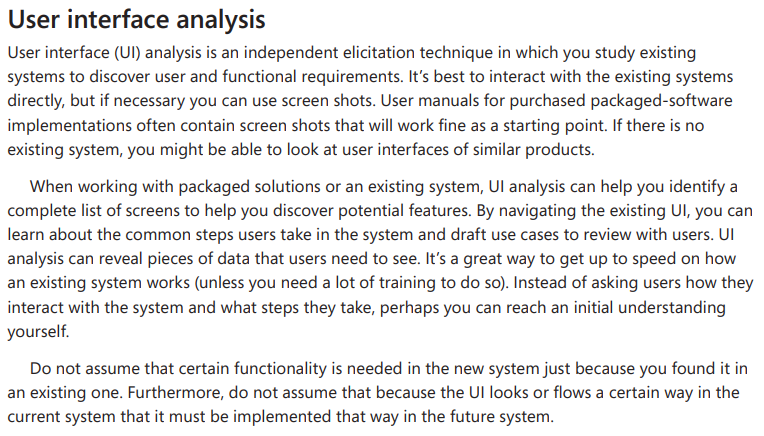 User interface analysis
User interface (UI) analysis is an independent elicitation technique in which you study existing
systems to discover user and functional requirements. It’s best to interact with the existing systems
directly, but if necessary you can use screen shots. User manuals for purchased packaged-software
implementations often contain screen shots that will work fine as a starting point. If there is no
existing system, you might be able to look at user interfaces of similar products.
When working with packaged solutions or an existing system, UI analysis can help you identify a
complete list of screens to help you discover potential features. By navigating the existing UI, you can
learn about the common steps users take in the system and draft use cases to review with users. UI
analysis can reveal pieces of data that users need to see. It’s a great way to get up to speed on how
an existing system works (unless you need a lot of training to do so). Instead of asking users how they
interact with the system and what steps they take, perhaps you can reach an initial understanding
yourself.
Do not assume that certain functionality is needed in the new system just because you found it in
an existing one. Furthermore, do not assume that because the UI looks or flows a certain way in the
current system that it must be implemented that way in the future system.